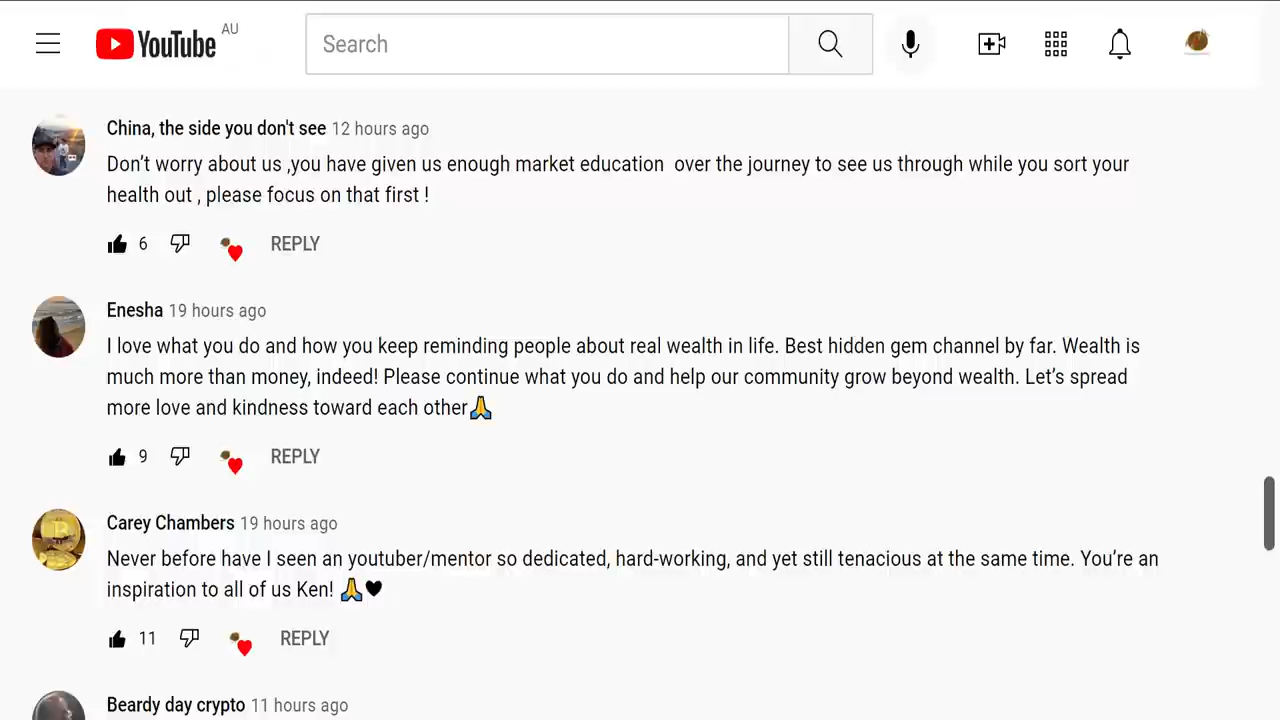 YouTube AU
Search
China, the side you don't see 12 hours ago
Don’t worry about us ,you have given us enough market education  over the journey to see us through while you sort your
health out , please focus on that first !
6 REPLY
Enesha 19 hours ago
I love what you do and how you keep reminding people about real wealth in life. Best hidden gem channel by far. Wealth is
much more than money, indeed! Please continue what you do and help our community grow beyond wealth. Let’s spread
more love and kindness toward each other🙏
9 REPLY
Carey Chambers 19 hours ago
Never before have I seen an youtuber/mentor so dedicated, hard-working, and yet still tenacious at the same time. You’re an
inspiration to all of us Ken! 🙏🖤
11 REPLY
Beardy day crypto 11 hours ago